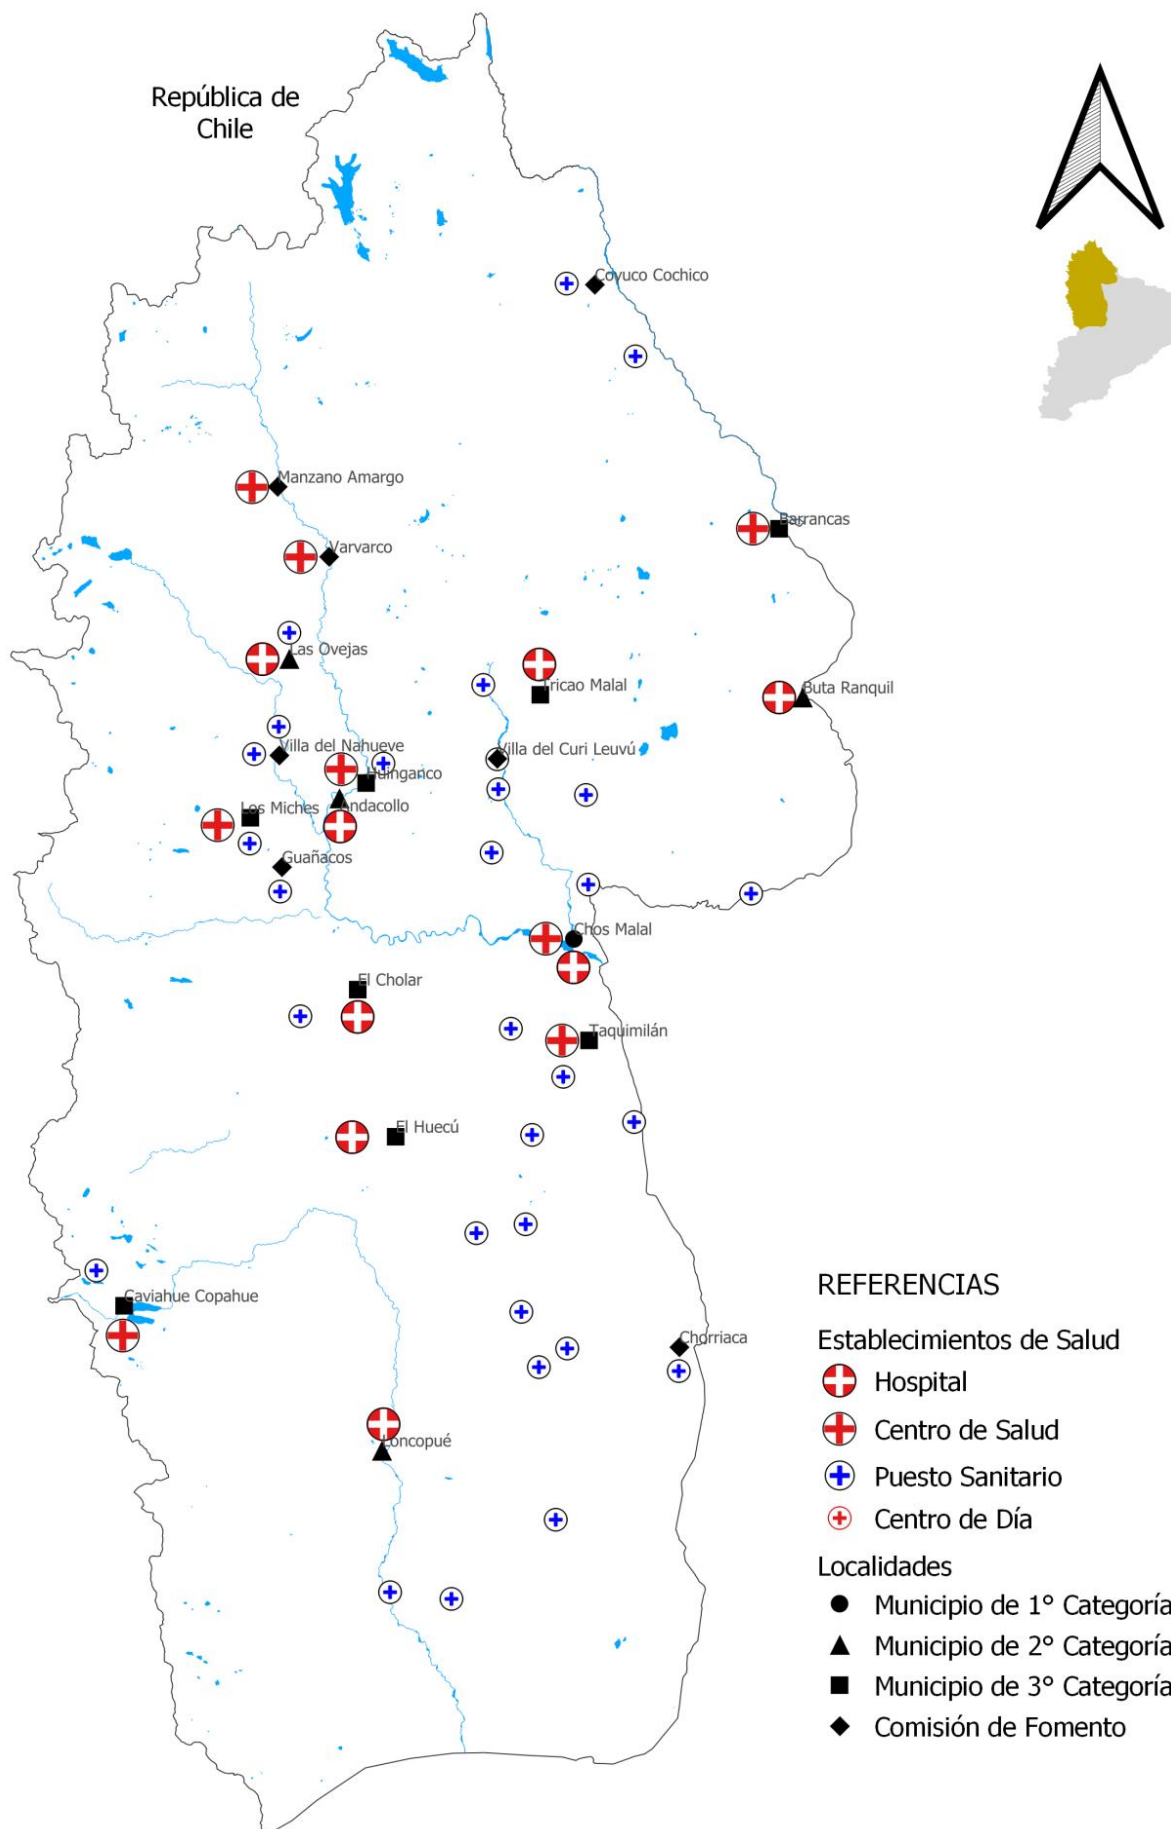 República de
Chile
Coyuco Cochico
Manzano Amargo
Barrancas
Varvarco
Las Ovejas
Tricao Malal
Buta Ranquil
Villa del Nahueve
Villa del Curi Leuvú
Huinganco
Andacollo
Los Miches
Guañacos
Chos Malal
El Cholar
Taquimilán
El Huecú
Caviahue Copahue
Chorriaca
Loncopué
REFERENCIAS
Establecimientos de Salud
Hospital
Centro de Salud
Puesto Sanitario
Centro de Día
Localidades
Municipio de 1° Categoría
Municipio de 2° Categoría
Municipio de 3° Categoría
Comisión de Fomento